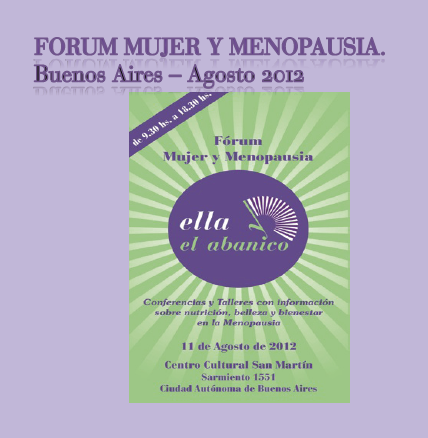 FORUM MUJER Y MENOPAUSIA.
Buenos Aires – Agosto 2012
de 9.30 hs. a 18.30 hs.
Fórum
Mujer y Menopausia
ella
y
el abanico
Conferencias y Talleres con información
sobre nutrición, belleza y bienestar
en la Menopausia
11 de Agosto de 2012
Centro Cultural San Martín
Sarmiento 1551
Ciudad Autónoma de Buenos Aires